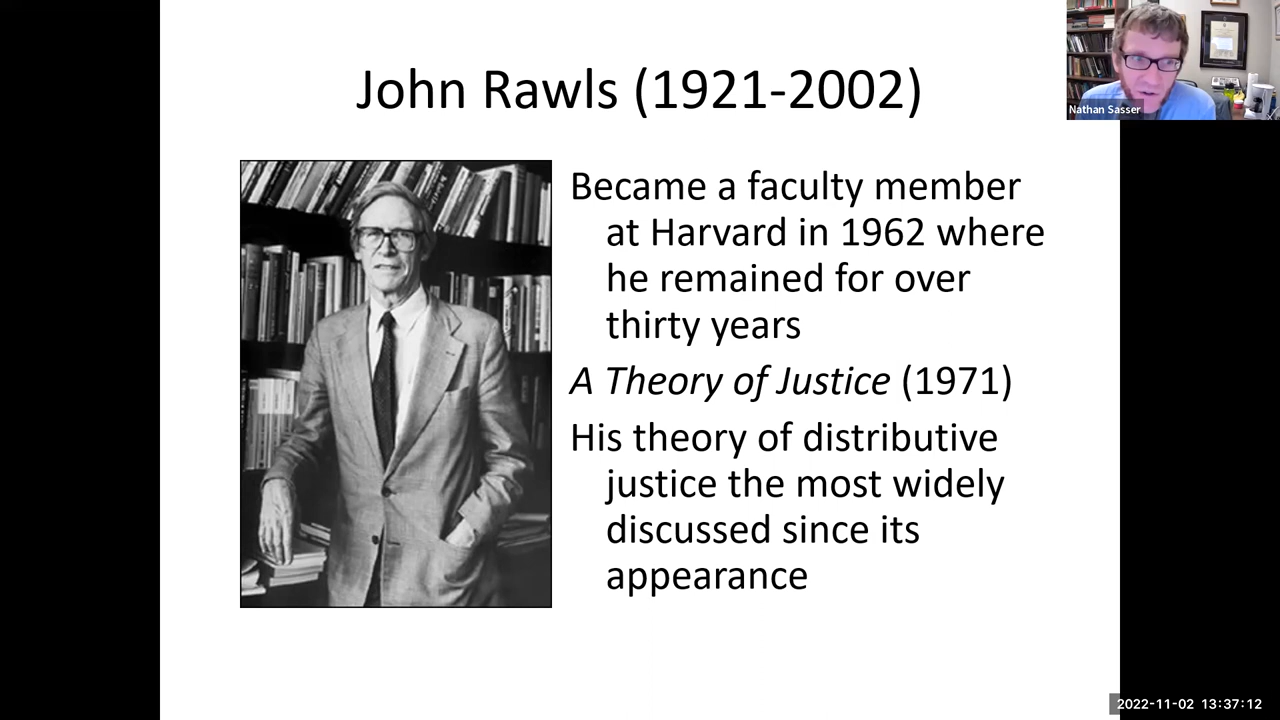 John Rawls (1921-2002)
Became a faculty member
at Harvard in 1962 where
he remained for over
thirty years
A Theory of Justice (1971)
His theory of distributive
justice the most widely
discussed since its
appearance
Nathan Sasser
2022-11-02 13:37:12